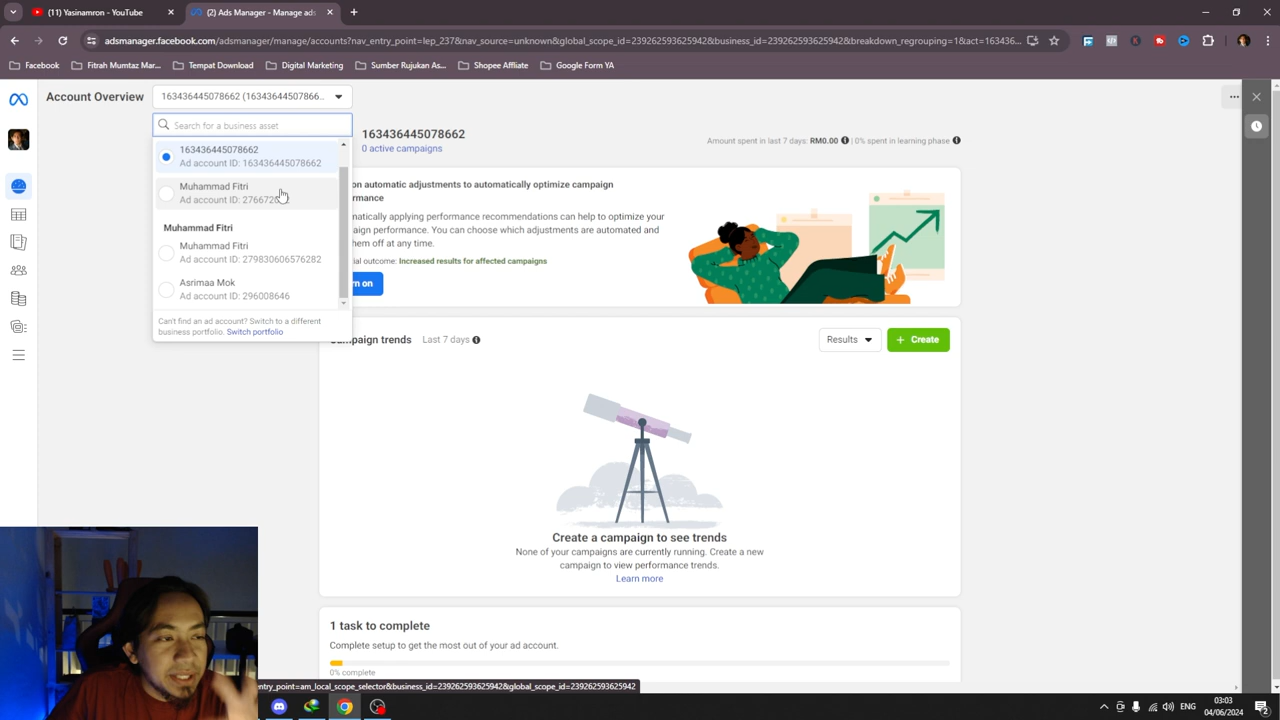 (11) Yasinamron - YouTube
(2) Ads Manager - Manage ads
adsmanager.facebook.com/adsmanager/manage/accounts?nav_entry_point=lep_237&nav_source=unknown&global_scope_id=239262593625942&business_id=239262593625942&breakdown_regrouping=1&act=163436...
Facebook
Fitrah Mumtaz Mar...
Tempat Download
Digital Marketing
Sumber Rujukan As...
Shopee Affliate
Google Form YA
Account Overview
163436445078662 (16343644507866...
Search for a business asset
163436445078662
Ad account ID: 163436445078662
Muhammad Fitri
Ad account ID: 276672
Muhammad Fitri
Muhammad Fitri
Ad account ID: 279830606576282
Asrimaa Mok
Ad account ID: 296008646
Can't find an ad account? Switch to a different
business portfolio. Switch portfolio
163436445078662
0 active campaigns
Amount spent in last 7 days: RM0.00 | 0% spent in learning phase
on automatic adjustments to automatically optimize campaign
rmance
matically applying performance recommendations can help to optimize your
aign performance. You can choose which adjustments are automated and
hem off at any time.
ial outcome: Increased results for affected campaigns
rn on
Campaign trends Last 7 days
Results
+ Create
Create a campaign to see trends
None of your campaigns are currently running. Create a new
campaign to view performance trends.
Learn more
1 task to complete
Complete setup to get the most out of your ad account.
0% complete
entry_point=am_local_scope_selector&business_id=239262593625942&global_scope_id=239262593625942
ENG
03:03
04/06/2024
2